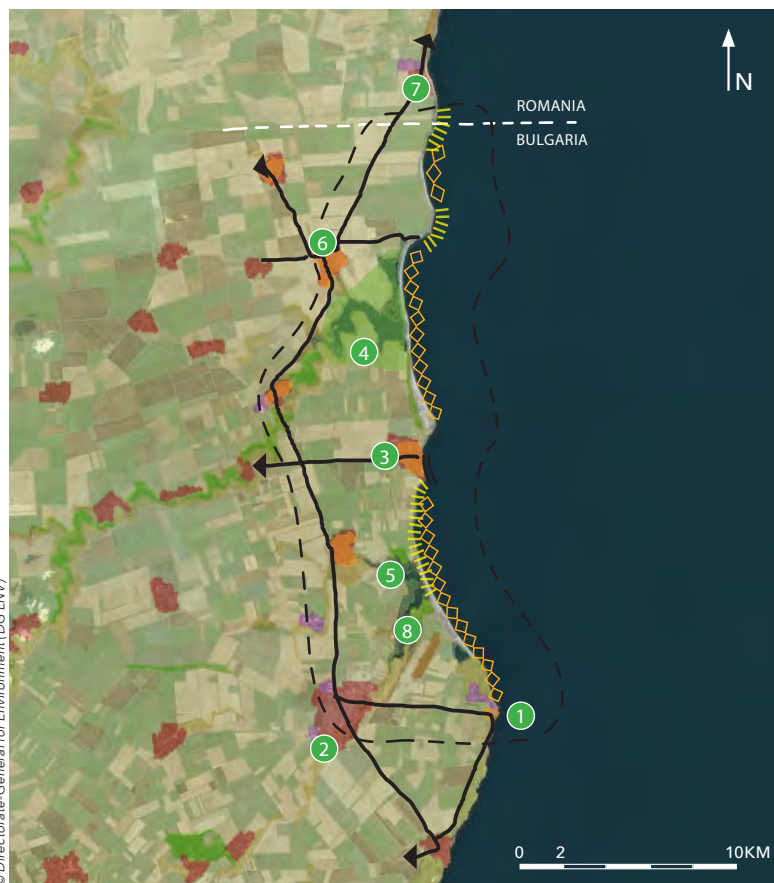 N
7
ROMANIA
BULGARIA
6
4
3
5
8
1
2
0 2 10KM
© Directorate-General for Environment (DG ENV)